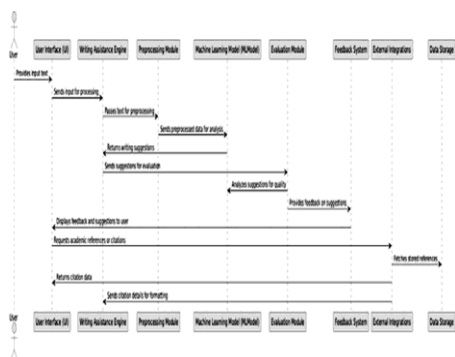 User
User Interface (UI) Writing Assistance Engine Preprocessing Module Machine Learning Model (MLModel) Evaluation Module Feedback System External Integrations Data Storage
Provides input text
Sends input for processing
Passes text for preprocessing
Sends preprocessed data for analysis
Returns writing suggestions
Sends suggestions for evaluation
Analyzes suggestions for quality
Provides feedback on suggestions
Displays feedback and suggestions to user
Requests academic references or citations
Fetches stored references
Returns citation data
Sends citation details for formatting
User Interface (UI) Writing Assistance Engine Preprocessing Module Machine Learning Model (MLModel) Evaluation Module Feedback System External Integrations Data Storage
User